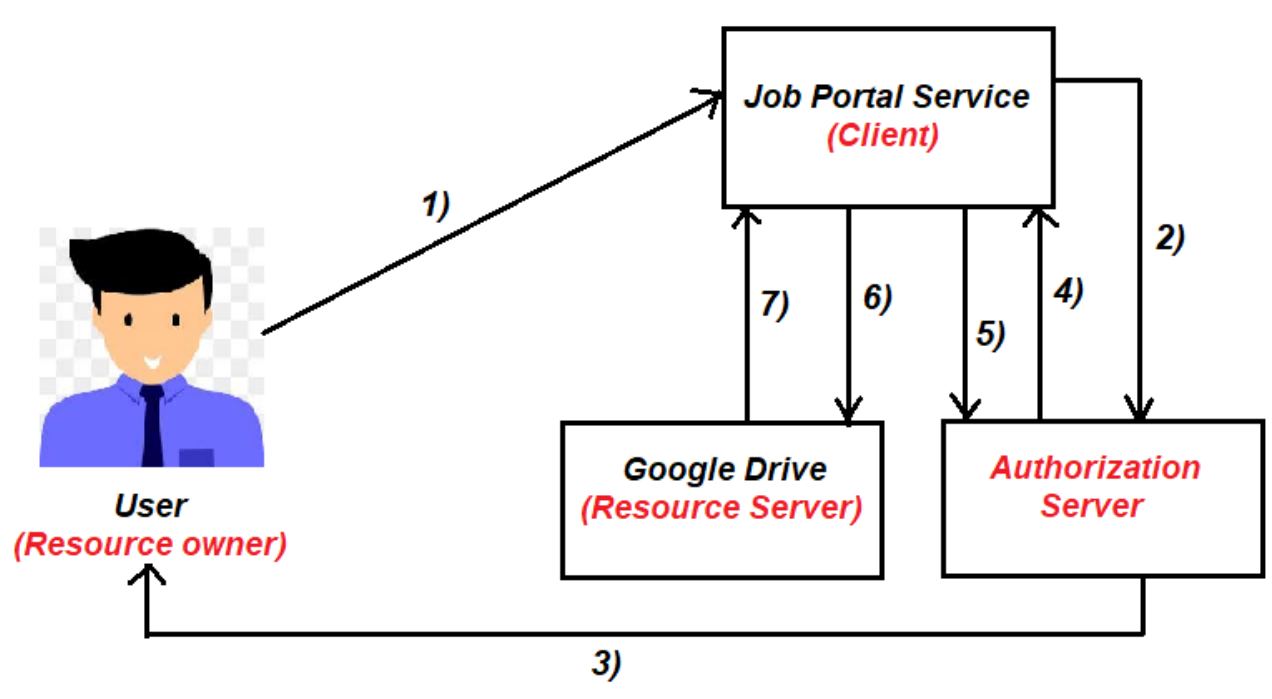 Job Portal Service
(Client)
1)
2)
7)
6)
5)
4)
Google Drive
(Resource Server)
Authorization
Server
User
(Resource owner)
3)